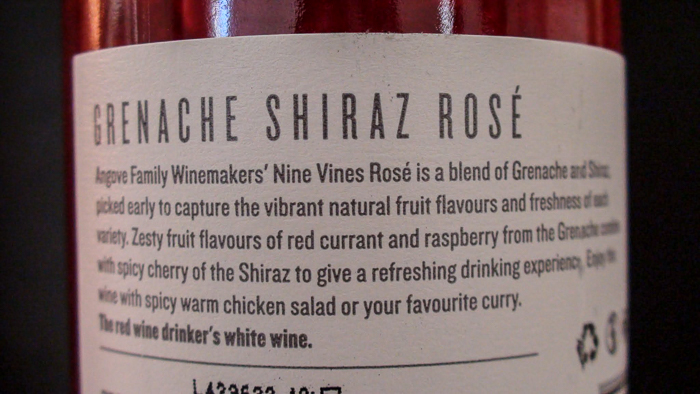 GRENACHE SHIRAZ ROSÉ
Angove Family Winemakers' Nine Vines Rosé is a blend of Grenache and Shiraz,
picked early to capture the vibrant natural fruit flavours and freshness of each
variety. Zesty fruit flavours of red currant and raspberry from the Grenache
with spicy cherry of the Shiraz to give a refreshing drinking experience. Enjoy this
wine with spicy warm chicken salad or your favourite curry.
The red wine drinker's white wine.